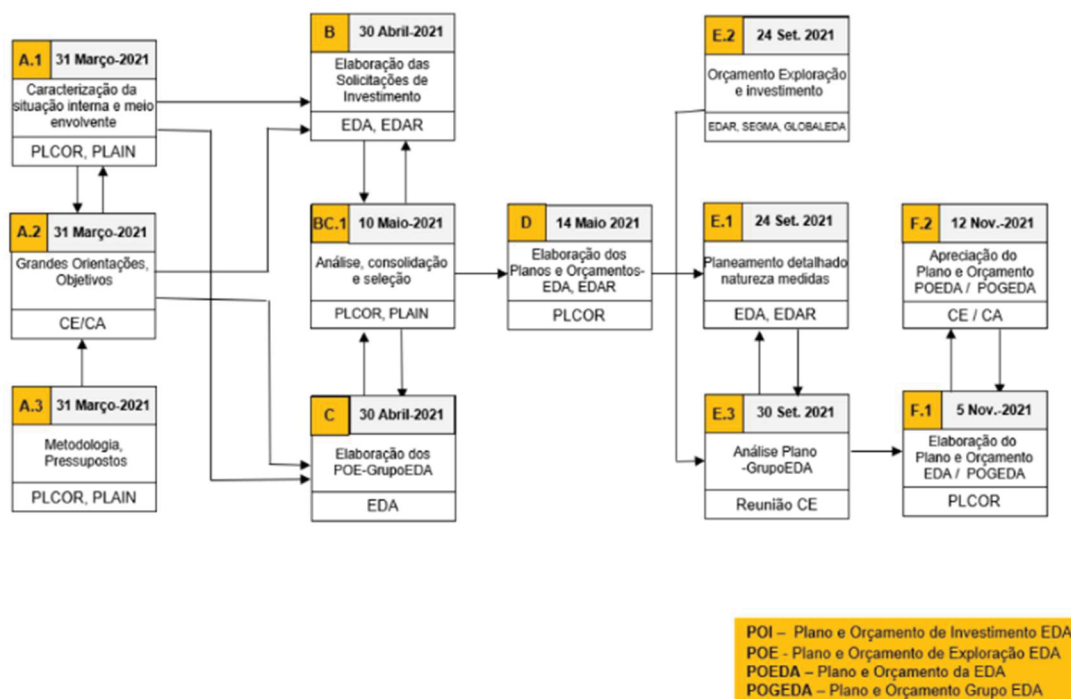 A.1 31 Março-2021
Caracterização da
situação interna e meio
envolvente
PLCOR, PLAIN
A.2 31 Março-2021
Grandes Orientações,
Objetivos
CE/CA
A.3 31 Março-2021
Metodologia,
Pressupostos
PLCOR, PLAIN
B 30 Abril-2021
Elaboração das
Solicitações de
Investimento
EDA, EDAR
BC.1 10 Maio-2021
Análise, consolidação
e seleção
PLCOR, PLAIN
C 30 Abril-2021
Elaboração dos
POE-GrupoEDA
EDA
D 14 Maio 2021
Elaboração dos
Planos e Orçamentos-
EDA, EDAR
PLCOR
E.2 24 Set. 2021
Orçamento Exploração
e investimento
EDAR, SEGMA, GLOBALEDA
E.1 24 Set. 2021
Planeamento detalhado
natureza medidas
EDA, EDAR
E.3 30 Set. 2021
Análise Plano
-GrupoEDA
Reunião CE
F.2 12 Nov.-2021
Apreciação do
Plano e Orçamento
POEDA / POGEDA
CE / CA
F.1 5 Nov.-2021
Elaboração do
Plano e Orçamento
EDA / POGEDA
PLCOR
POI – Plano e Orçamento de Investimento EDA
POE - Plano e Orçamento de Exploração EDA
POEDA – Plano e Orçamento da EDA
POGEDA – Plano e Orçamento Grupo EDA